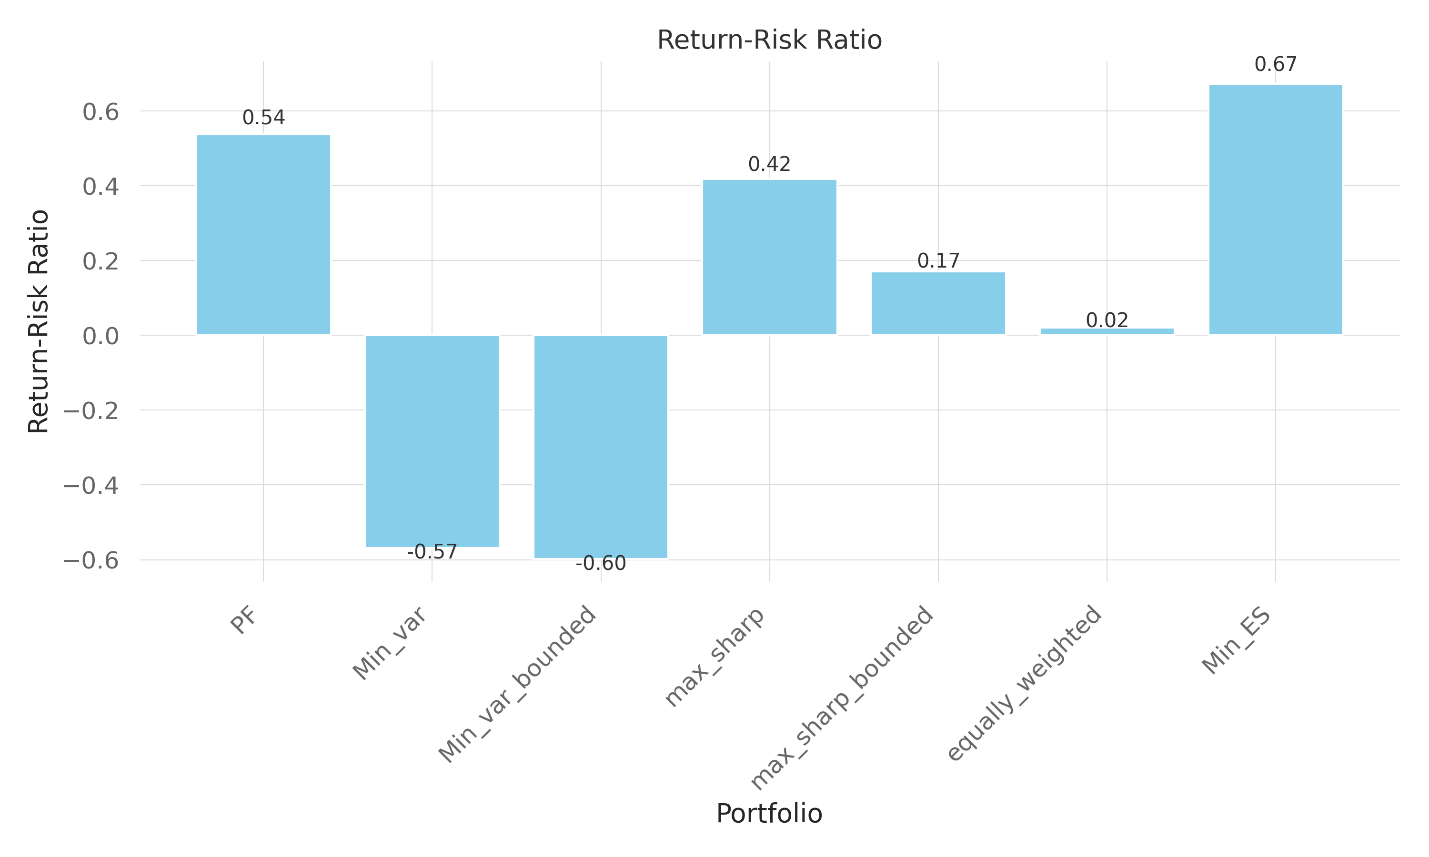 Return-Risk Ratio
Return-Risk Ratio
0.6
0.4
0.2
0.0
−0.2
−0.4
−0.6
0.54
-0.57
-0.60
0.42
0.17
0.02
0.67
PF
Min_var
Min_var_bounded
max_sharp
max_sharp_bounded
equally_weighted
Min_ES
Portfolio